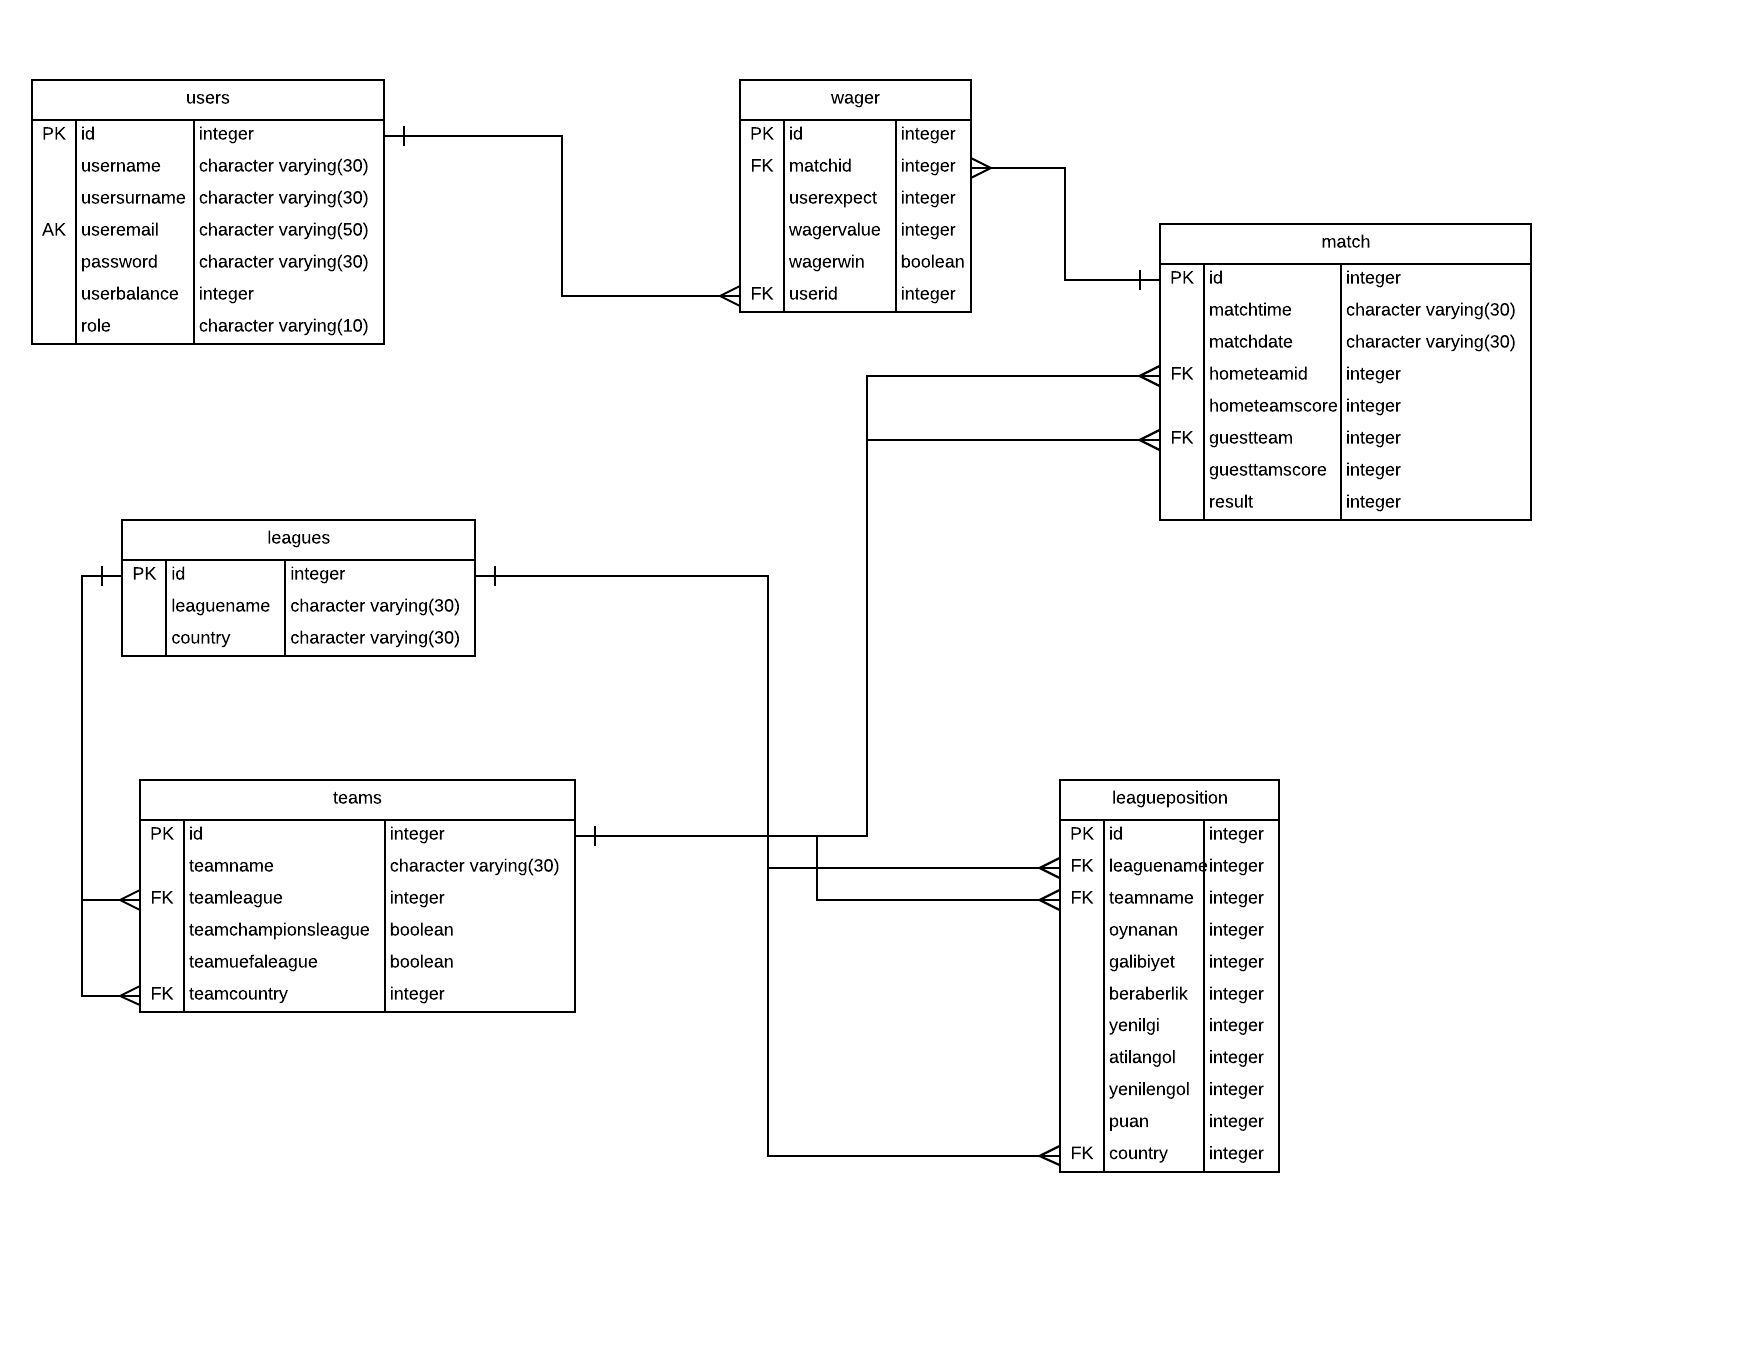 users
PK id integer
username character varying(30)
usersurname character varying(30)
AK useremail character varying(50)
password character varying(30)
userbalance integer
role character varying(10)
wager
PK id integer
FK matchid integer
userexpect integer
wagervalue integer
wagerwin boolean
FK userid integer
match
PK id integer
matchtime character varying(30)
matchdate character varying(30)
FK hometeamid integer
hometeamscore integer
FK guestteam integer
guesttamscore integer
result integer
leagues
PK id integer
leaguename character varying(30)
country character varying(30)
teams
PK id integer
teamname character varying(30)
FK teamleague integer
teamchampionsleague boolean
teamuefaleague boolean
FK teamcountry integer
leagueposition
PK id integer
FK leaguename integer
FK teamname integer
oynanan integer
galibiyet integer
beraberlik integer
yenilgi integer
atilangol integer
yenilengol integer
puan integer
FK country integer